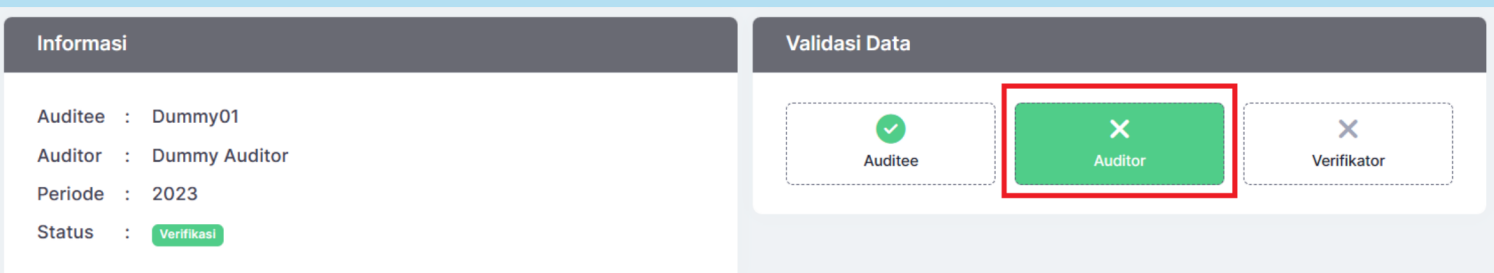 Informasi
Auditee : Dummy01
Auditor : Dummy Auditor
Periode : 2023
Status : Verifikasi
Validasi Data
Auditee
Auditor
Verifikator